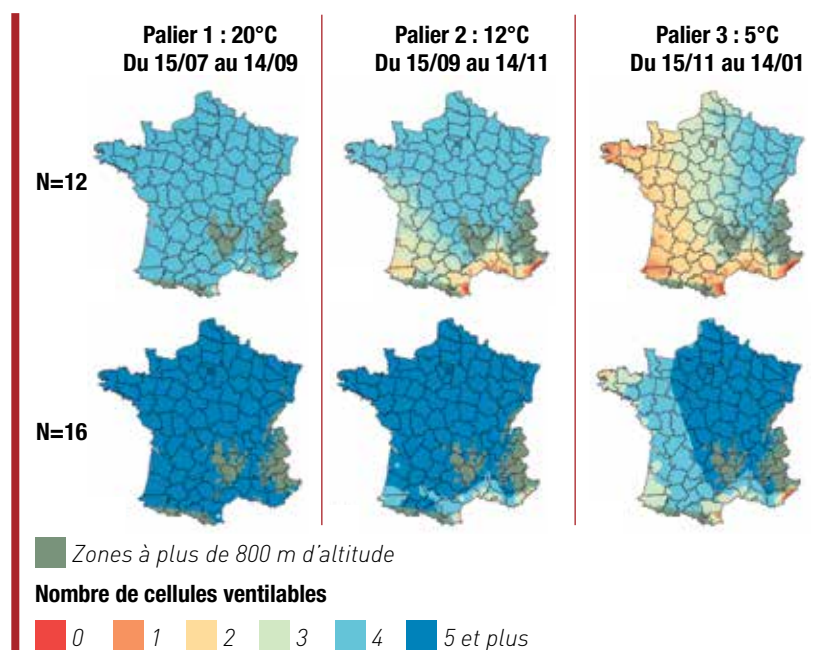 Palier 1 : 20°C
Du 15/07 au 14/09
Palier 2 : 12°C
Du 15/09 au 14/11
Palier 3 : 5°C
Du 15/11 au 14/01
N=12
N=16
Zones à plus de 800 m d'altitude
Nombre de cellules ventilables
0 1 2 3 4 5 et plus